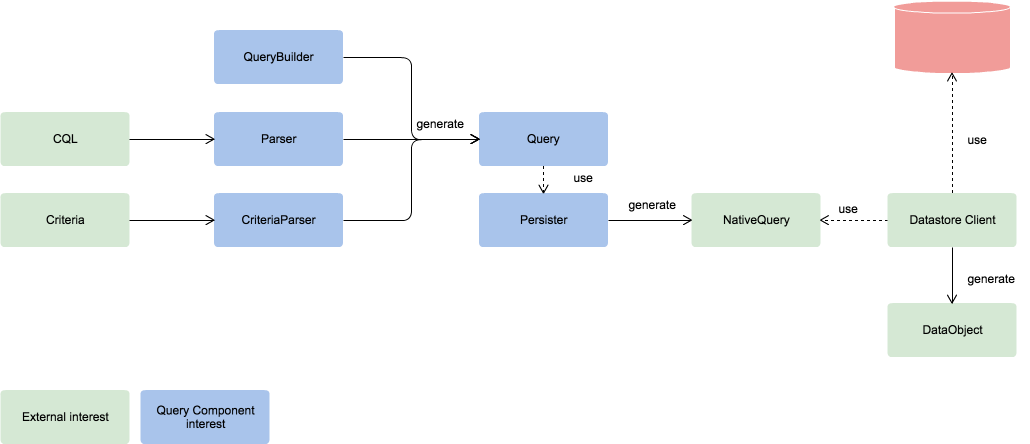 QueryBuilder
generate
CQL
Parser
Query
use
use
Criteria
CriteriaParser
Persister
generate
NativeQuery
use
Datastore Client
generate
DataObject
External interest
Query Component
interest